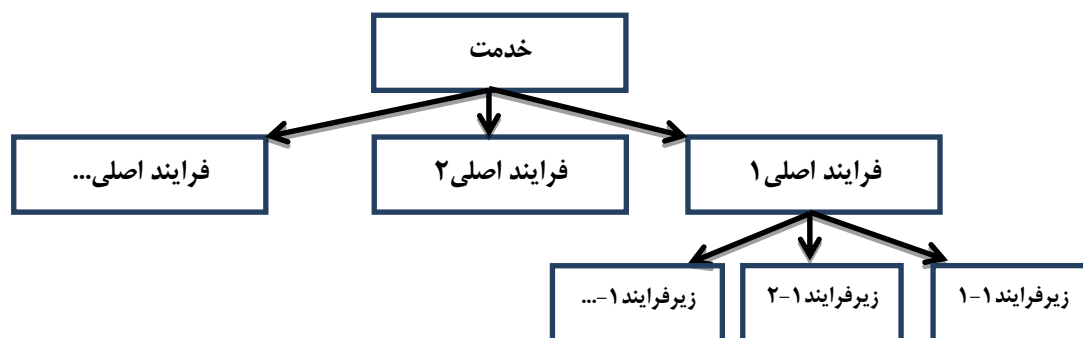 خدمت
فرایند اصلی۱
فرایند اصلی۲
فرایند اصلی...
زیرفرایند۱-۱
زیرفرایند۱-۲
زیرفرایند۱-...